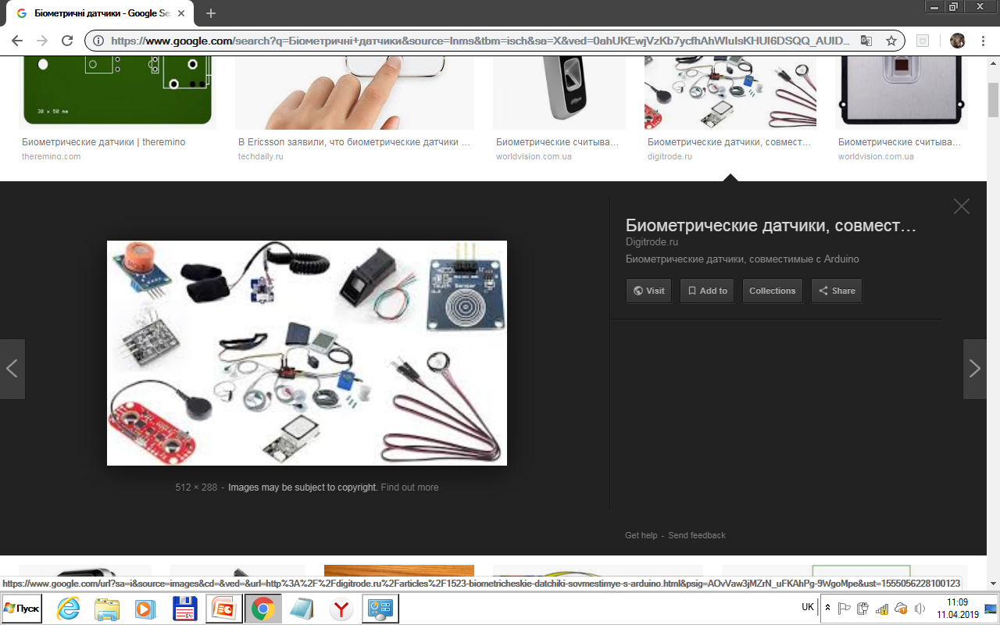 Біометричні датчики - Google Se
https://www.google.com/search?q=Біометричні+датчики&source=lnms&tbm=isch&sa=X&ved=0ahUKEwjVzKb7ycfhAhWIuIsKHUI6DSQQ_AUID...
30 x 50 mm
Биометрические датчики | theremino
theremino.com
В Ericsson заявили, что биометрические датчики ...
techdaily.ru
Биометрические считыва...
worldvision.com.ua
Биометрические датчики, совмест...
digitrode.ru
Биометрические считыва...
worldvision.com.ua
Touch Sensor
Биометрические датчики, совмест...
Digitrode.ru
Биометрические датчики, совместимые с Arduino
Visit
Add to
Collections
Share
512 × 288 - Images may be subject to copyright. Find out more
Get help - Send feedback
https://www.google.com/url?sa=i&source=images&cd=&ved=&url=http%3A%2F%2Fdigitrode.ru%2Farticles%2F1523-biometricheskie-datchiki-sovmestimye-s-arduino.html&psig=AOvVaw3jMZrN_uFKAhPg-9WgoMpe&ust=1555056228100123
Пуск
64
UK
11:09
11.04.2019